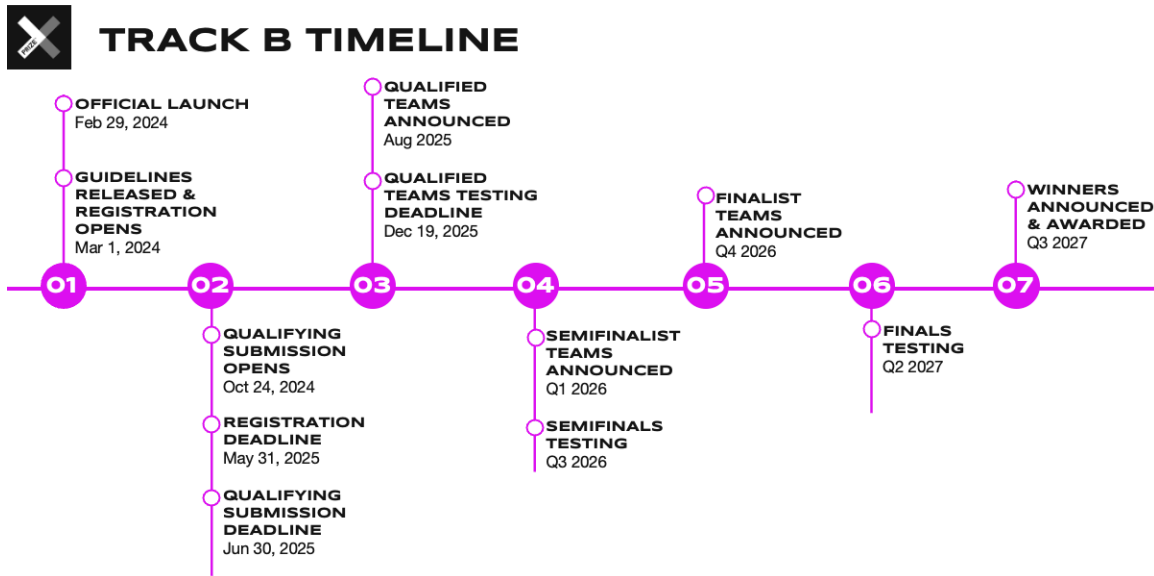 XPRIZE
TRACK B TIMELINE
01
OFFICIAL LAUNCH
Feb 29, 2024
GUIDELINES
RELEASED &
REGISTRATION
OPENS
Mar 1, 2024
02
QUALIFYING
SUBMISSION
OPENS
Oct 24, 2024
REGISTRATION
DEADLINE
May 31, 2025
QUALIFYING
SUBMISSION
DEADLINE
Jun 30, 2025
03
QUALIFIED
TEAMS
ANNOUNCED
Aug 2025
QUALIFIED
TEAMS TESTING
DEADLINE
Dec 19, 2025
04
SEMIFINALIST
TEAMS
ANNOUNCED
Q1 2026
SEMIFINALS
TESTING
Q3 2026
05
FINALIST
TEAMS
ANNOUNCED
Q4 2026
06
FINALS
TESTING
Q2 2027
07
WINNERS
ANNOUNCED
& AWARDED
Q3 2027